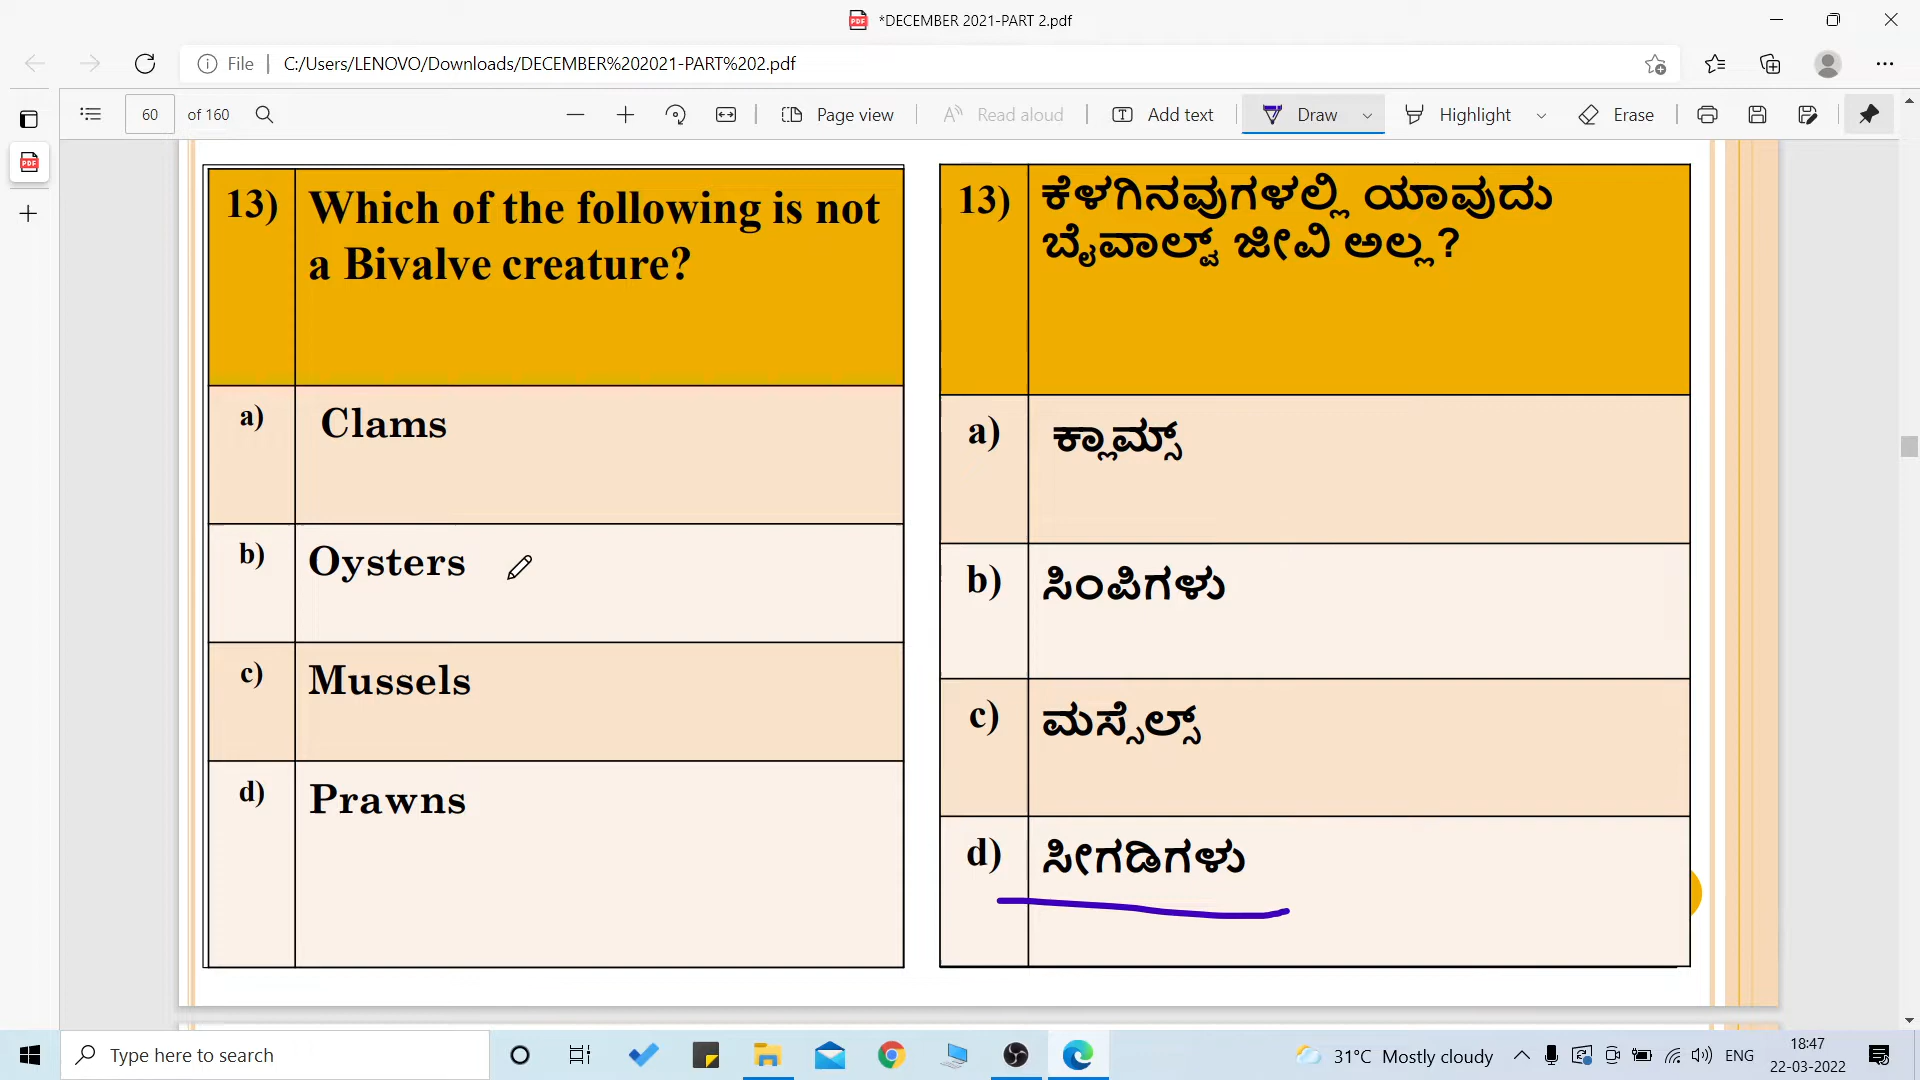 *DECEMBER 2021-PART 2.pdf
File
C:/Users/LENOVO/Downloads/DECEMBER%202021-PART%202.pdf
60 of 160
Page view
Read aloud
Add text
Draw
Highlight
Erase
13) Which of the following is not
a Bivalve creature?
a) Clams
b) Oysters
c) Mussels
d) Prawns
13) ಕೆಳಗಿನವುಗಳಲ್ಲಿ ಯಾವುದು
ಬೈವಾಲ್ವ್ ಜೀವಿ ಅಲ್ಲ?
a) ಕ್ಲಾಮ್ಸ್
b) ಸಿಂಪಿಗಳು
c) ಮಸ್ಸೆಲ್ಸ್
d) ಸೀಗಡಿಗಳು
Type here to search
31°C Mostly cloudy
ENG
18:47
22-03-2022